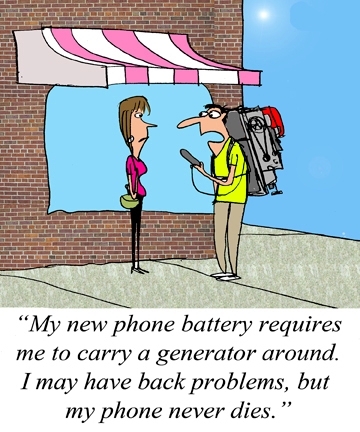 “My new phone battery requires
me to carry a generator around.
I may have back problems, but
my phone never dies.”